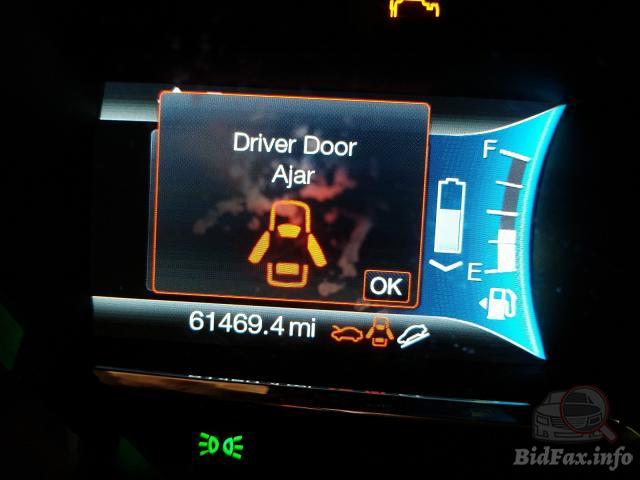 Driver Door
Ajar
F
E
OK
61469.4 mi
BidFax.info